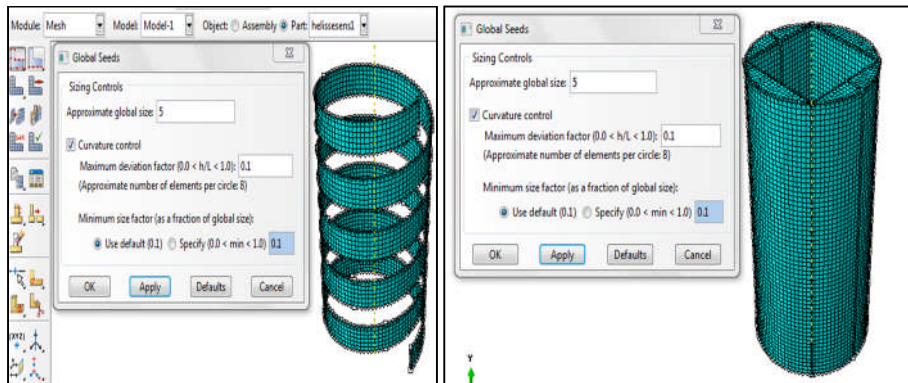 Module: Mesh Model: Model-1 Object: Assembly Part: helissesens1
Global Seeds
Sizing Controls
Approximate global size: 5
Curvature control
Maximum deviation factor (0.0 < h/L < 1.0): 0.1
(Approximate number of elements per circle: 8)
Minimum size factor (as a fraction of global size):
Use default (0.1) Specify (0.0 < min < 1.0) 0.1
OK Apply Defaults Cancel
(XYZ)
Global Seeds
Sizing Controls
Approximate global size: 5
Curvature control
Maximum deviation factor (0.0 < h/L < 1.0): 0.1
(Approximate number of elements per circle: 8)
Minimum size factor (as a fraction of global size):
Use default (0.1) Specify (0.0 < min < 1.0) 0.1
OK Apply Defaults Cancel
Y